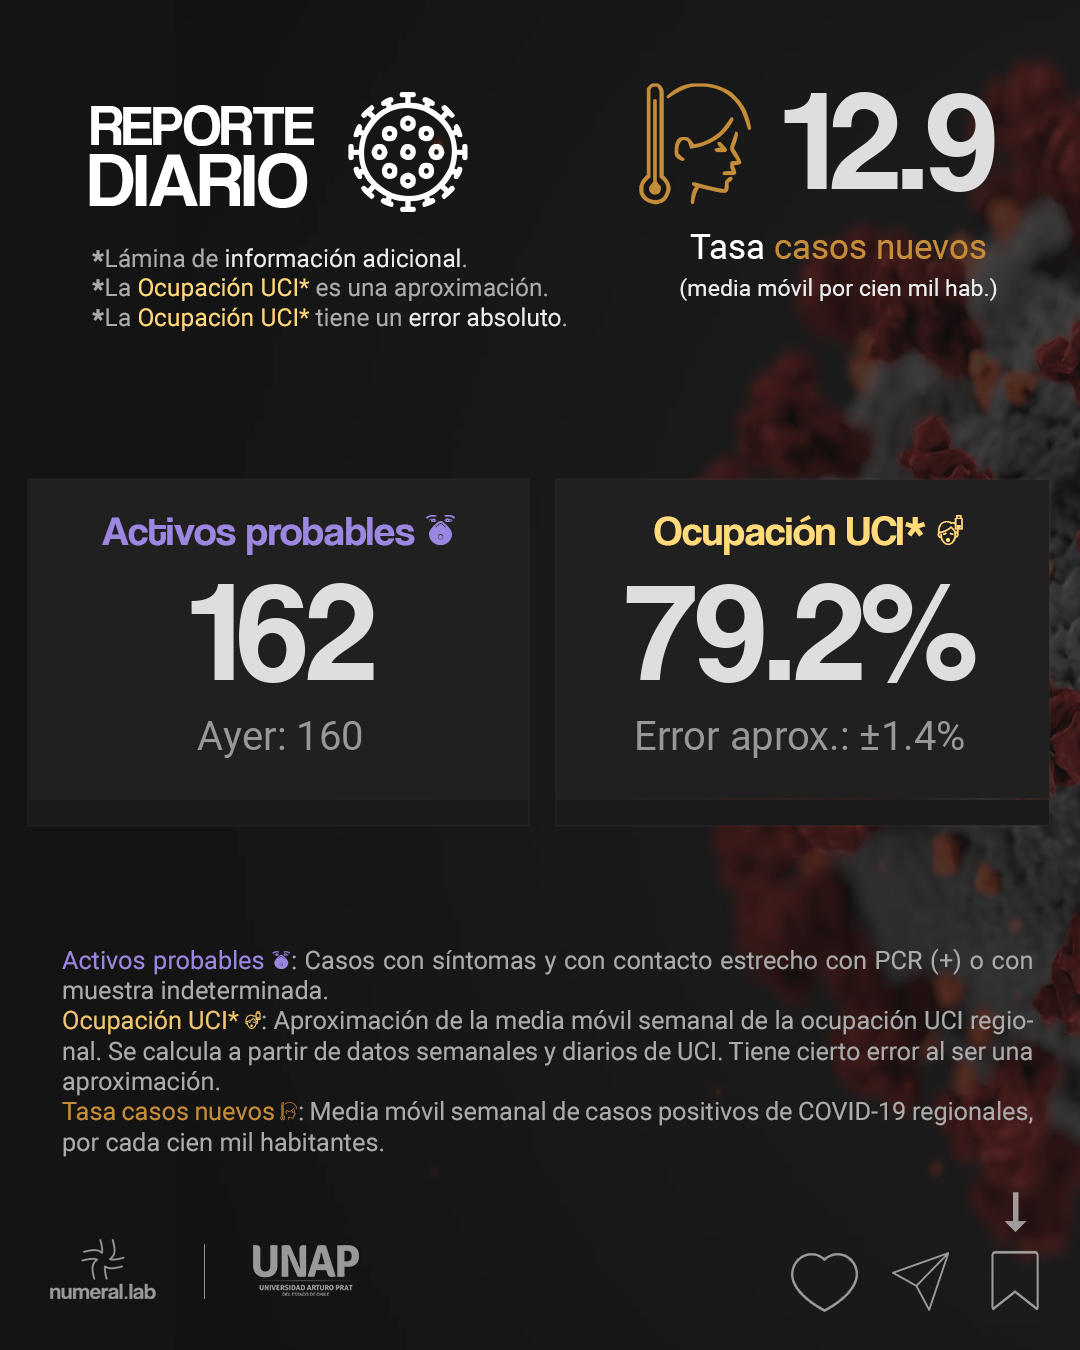 REPORTE
DIARIO
*Lámina de información adicional.
*La Ocupación UCI* es una aproximación.
*La Ocupación UCI* tiene un error absoluto.
12.9
Tasa casos nuevos
(media móvil por cien mil hab.)
Activos probables
162
Ayer: 160
Ocupación UCI*
79.2%
Error aprox.: ±1.4%
Activos probables : Casos con síntomas y con contacto estrecho con PCR (+) o con
muestra indeterminada.
Ocupación UCI* : Aproximación de la media móvil semanal de la ocupación UCI regio-
nal. Se calcula a partir de datos semanales y diarios de UCI. Tiene cierto error al ser una
aproximación.
Tasa casos nuevos : Media móvil semanal de casos positivos de COVID-19 regionales,
por cada cien mil habitantes.
numeral.lab
UNAP
UNIVERSIDAD ARTURO PRAT
DEL ESTADO DE CHILE